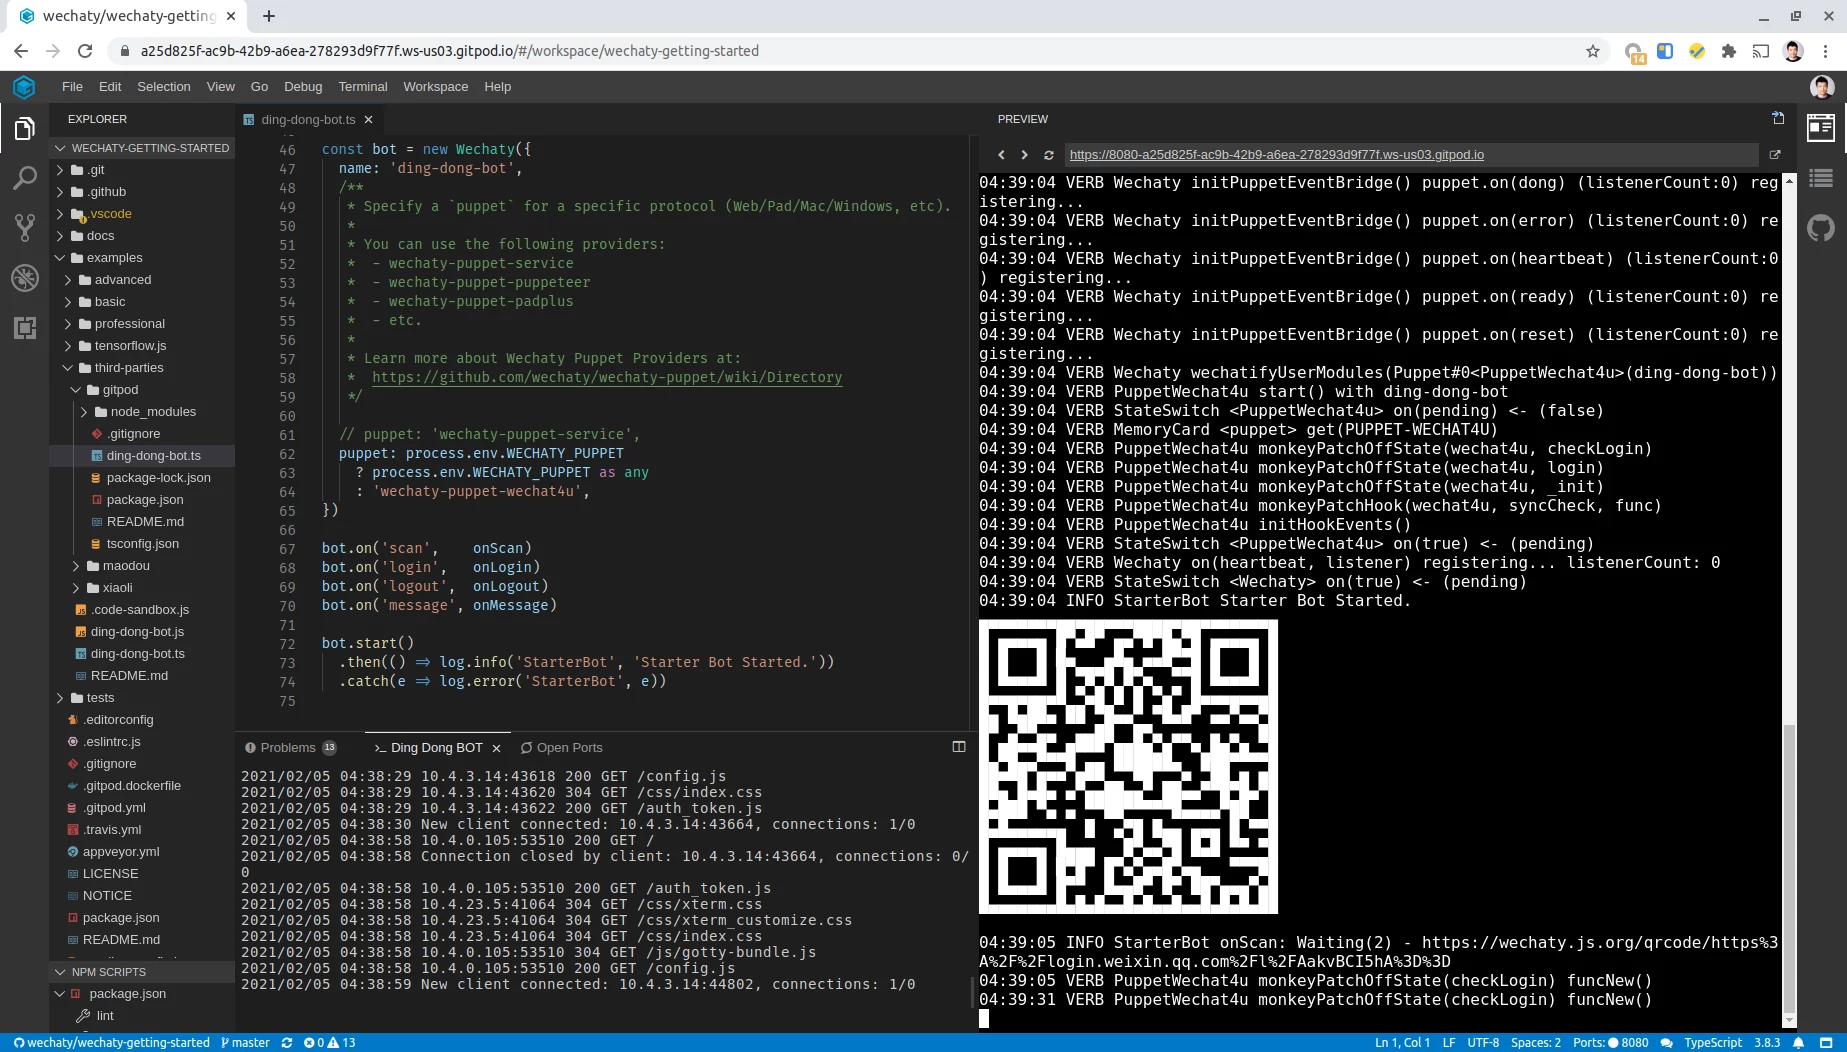 wechaty/wechaty-getting
a25d825f-ac9b-42b9-a6ea-278293d9f77f.ws-us03.gitpod.io/#/workspace/wechaty-getting-started
14
File Edit Selection View Go Debug Terminal Workspace Help
EXPLORER
WECHATY-GETTING-STARTED
.git
.github
.vscode
docs
examples
advanced
basic
professional
tensorflow.js
third-parties
gitpod
node_modules
.gitignore
ding-dong-bot.ts
package-lock.json
package.json
README.md
tsconfig.json
maodou
xiaoli
.code-sandbox.js
ding-dong-bot.js
ding-dong-bot.ts
README.md
tests
.editorconfig
.eslintrc.js
.gitignore
.gitpod.dockerfile
.gitpod.yml
.travis.yml
appveyor.yml
LICENSE
NOTICE
package.json
README.md
NPM SCRIPTS
package.json
lint
ding-dong-bot.ts
46 const bot = new Wechaty({
47 name: 'ding-dong-bot',
48 /**
49 * Specify a `puppet` for a specific protocol (Web/Pad/Mac/Windows, etc).
50 *
51 * You can use the following providers:
52 * - wechaty-puppet-service
53 * - wechaty-puppet-puppeteer
54 * - wechaty-puppet-padplus
55 * - etc.
56 *
57 * Learn more about Wechaty Puppet Providers at:
58 * https://github.com/wechaty/wechaty-puppet/wiki/Directory
59 */
60
61 // puppet: 'wechaty-puppet-service',
62 puppet: process.env.WECHATY_PUPPET
63 ? process.env.WECHATY_PUPPET as any
64 : 'wechaty-puppet-wechat4u',
65 })
66
67 bot.on('scan', onScan)
68 bot.on('login', onLogin)
69 bot.on('logout', onLogout)
70 bot.on('message', onMessage)
71
72 bot.start()
73 .then(() => log.info('StarterBot', 'Starter Bot Started.'))
74 .catch(e => log.error('StarterBot', e))
75
Problems 13 >_ Ding Dong BOT Open Ports
2021/02/05 04:38:29 10.4.3.14:43618 200 GET /config.js
2021/02/05 04:38:29 10.4.3.14:43620 304 GET /css/index.css
2021/02/05 04:38:29 10.4.3.14:43622 200 GET /auth_token.js
2021/02/05 04:38:30 New client connected: 10.4.3.14:43664, connections: 1/0
2021/02/05 04:38:58 10.4.0.105:53510 200 GET /
2021/02/05 04:38:58 Connection closed by client: 10.4.3.14:43664, connections: 0/
0
2021/02/05 04:38:58 10.4.0.105:53510 200 GET /auth_token.js
2021/02/05 04:38:58 10.4.23.5:41064 304 GET /css/xterm.css
2021/02/05 04:38:58 10.4.23.5:41064 304 GET /css/xterm_customize.css
2021/02/05 04:38:58 10.4.23.5:41064 304 GET /css/index.css
2021/02/05 04:38:58 10.4.0.105:53510 304 GET /js/gotty-bundle.js
2021/02/05 04:38:58 10.4.0.105:53510 200 GET /config.js
2021/02/05 04:38:59 New client connected: 10.4.3.14:44802, connections: 1/0
PREVIEW
https://8080-a25d825f-ac9b-42b9-a6ea-278293d9f77f.ws-us03.gitpod.io
04:39:04 VERB Wechaty initPuppetEventBridge() puppet.on(dong) (listenerCount:0) reg
istering...
04:39:04 VERB Wechaty initPuppetEventBridge() puppet.on(error) (listenerCount:0) re
gistering...
04:39:04 VERB Wechaty initPuppetEventBridge() puppet.on(heartbeat) (listenerCount:0
) registering...
04:39:04 VERB Wechaty initPuppetEventBridge() puppet.on(ready) (listenerCount:0) re
gistering...
04:39:04 VERB Wechaty initPuppetEventBridge() puppet.on(reset) (listenerCount:0) re
gistering...
04:39:04 VERB Wechaty wechatifyUserModules(Puppet#0<PuppetWechat4u>(ding-dong-bot))
04:39:04 VERB PuppetWechat4u start() with ding-dong-bot
04:39:04 VERB StateSwitch <PuppetWechat4u> on(pending) <- (false)
04:39:04 VERB MemoryCard <puppet> get(PUPPET-WECHAT4U)
04:39:04 VERB PuppetWechat4u monkeyPatchOffState(wechat4u, checkLogin)
04:39:04 VERB PuppetWechat4u monkeyPatchOffState(wechat4u, login)
04:39:04 VERB PuppetWechat4u monkeyPatchOffState(wechat4u, _init)
04:39:04 VERB PuppetWechat4u monkeyPatchHook(wechat4u, syncCheck, func)
04:39:04 VERB PuppetWechat4u initHookEvents()
04:39:04 VERB StateSwitch <PuppetWechat4u> on(true) <- (pending)
04:39:04 VERB Wechaty on(heartbeat, listener) registering... listenerCount: 0
04:39:04 VERB StateSwitch <Wechaty> on(true) <- (pending)
04:39:04 INFO StarterBot Starter Bot Started.
04:39:05 INFO StarterBot onScan: Waiting(2) - https://wechaty.js.org/qrcode/https%3
A%2F%2Flogin.weixin.qq.com%2Fl%2FAakvBCI5hA%3D%3D
04:39:05 VERB PuppetWechat4u monkeyPatchOffState(checkLogin) funcNew()
04:39:31 VERB PuppetWechat4u monkeyPatchOffState(checkLogin) funcNew()
wechaty/wechaty-getting-started master 0 13 Ln 1, Col 1 LF UTF-8 Spaces: 2 Ports: 8080 TypeScript 3.8.3